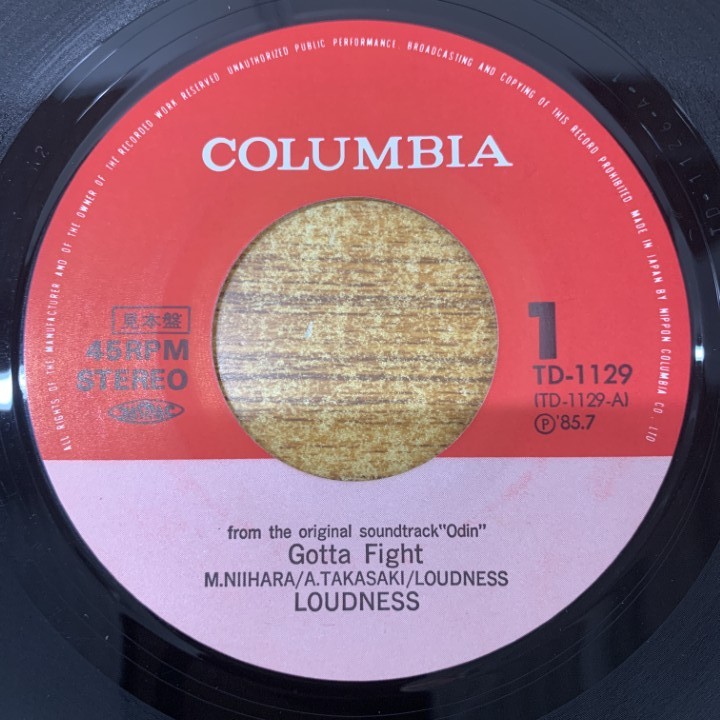 ALL RIGHTS OF THE MANUFACTURER AND OF THE OWNER OF THE RECORDED WORK RESERVED. UNAUTHORIZED PUBLIC PERFORMANCE, BROADCASTING AND COPYING OF THIS RECORD PROHIBITED. MADE IN JAPAN BY NIPPON COLUMBIA CO., LTD
COLUMBIA
見本盤
45RPM
STEREO
1
TD-1129
(TD-1129-A)
Ⓟ'85.7
from the original soundtrack"Odin"
Gotta Fight
M.NIIHARA/A.TAKASAKI/LOUDNESS
LOUDNESS